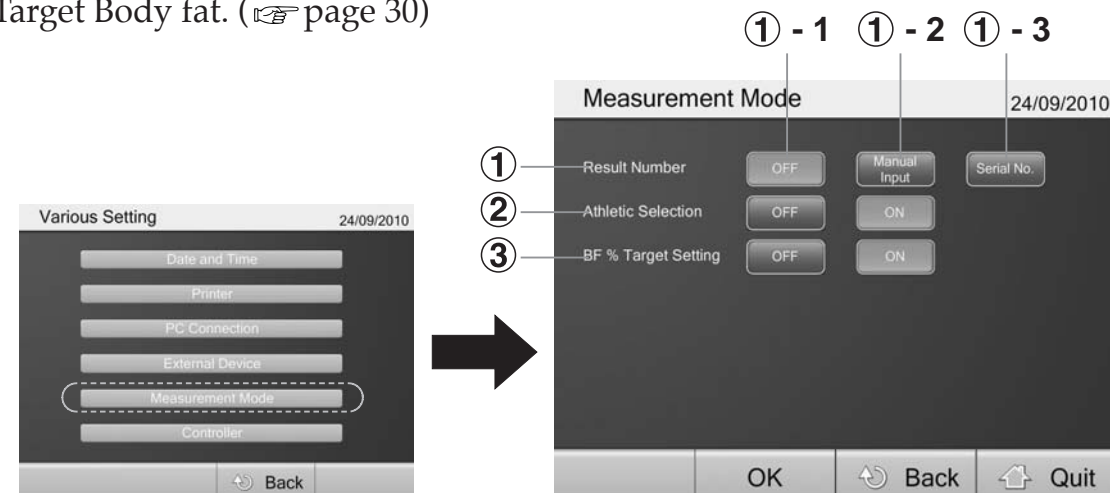 Target Body fat. (☞ page 30)
① - 1 ① - 2 ① - 3
Various Setting 24/09/2010
Date and Time
Printer
PC Connection
External Device
Measurement Mode
Controller
Back
Measurement Mode 24/09/2010
① Result Number OFF Manual Input Serial No.
② Athletic Selection OFF ON
③ BF % Target Setting OFF ON
OK Back Quit